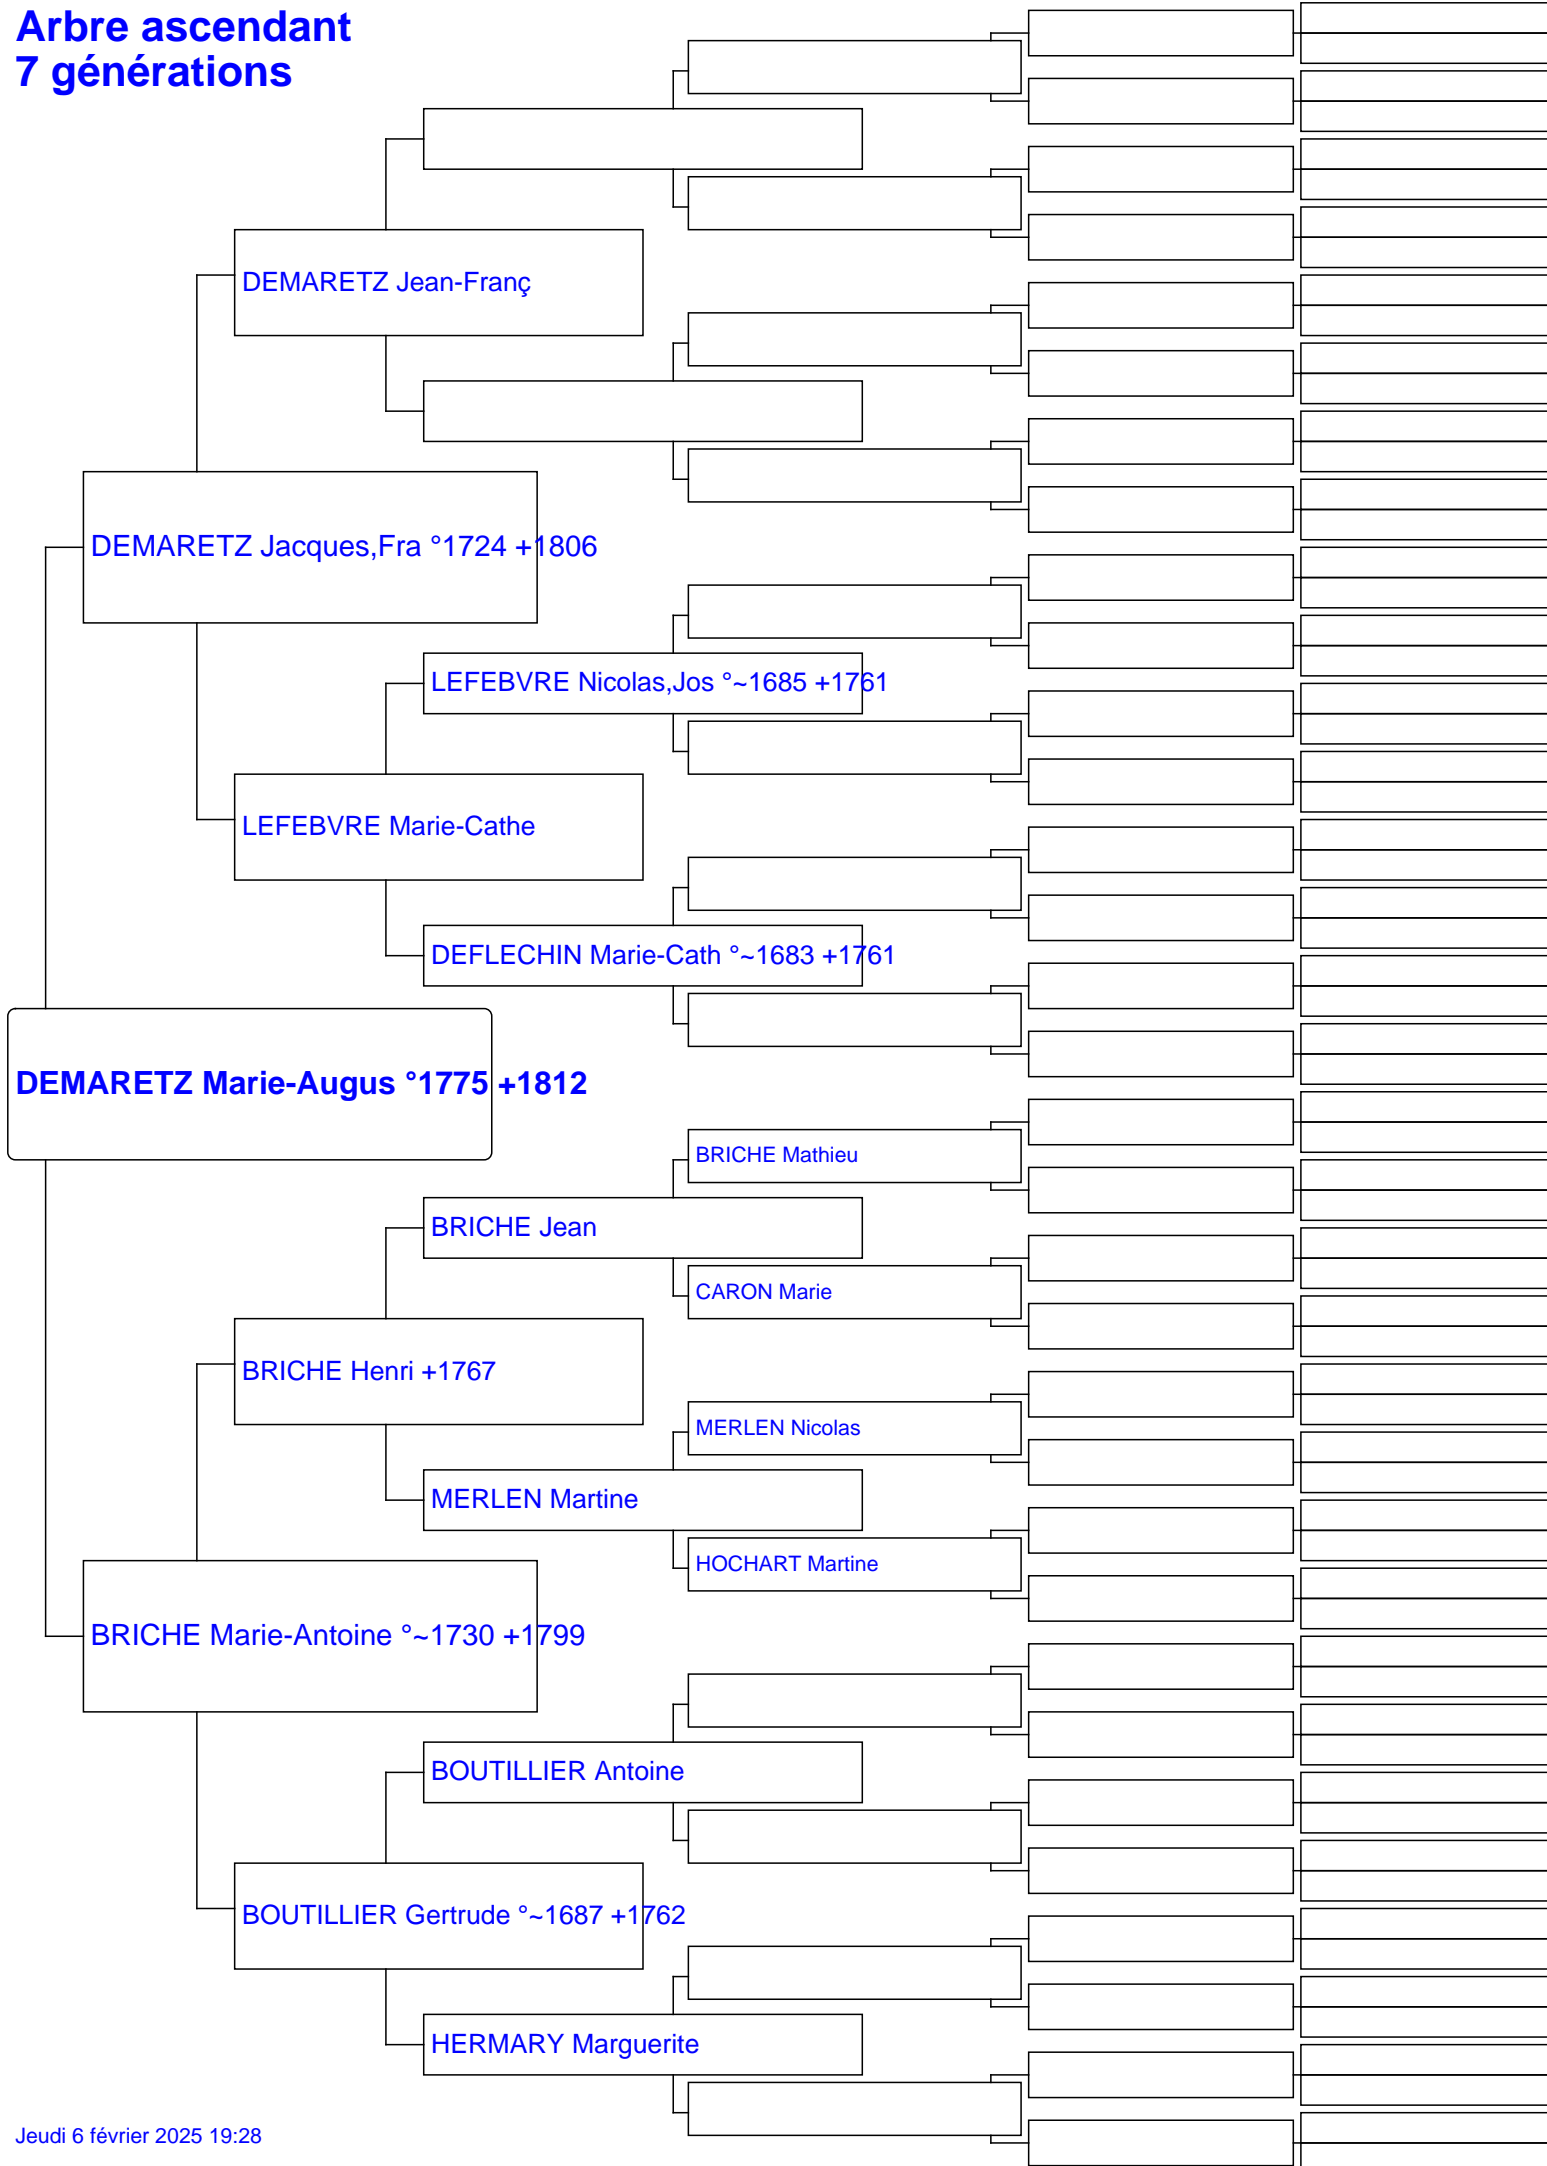 Arbre ascendant
7 générations
DEMARETZ Jean-Franç
DEMARETZ Jacques,Fra °1724 +1806
LEFEBVRE Nicolas,Jos °~1685 +1761
LEFEBVRE Marie-Cathe
DEFLECHIN Marie-Cath °~1683 +1761
DEMARETZ Marie-Augus °1775 +1812
BRICHE Mathieu
BRICHE Jean
CARON Marie
BRICHE Henri +1767
MERLEN Nicolas
MERLEN Martine
HOCHART Martine
BRICHE Marie-Antoine °~1730 +1799
BOUTILLIER Antoine
BOUTILLIER Gertrude °~1687 +1762
HERMARY Marguerite
Jeudi 6 février 2025 19:28